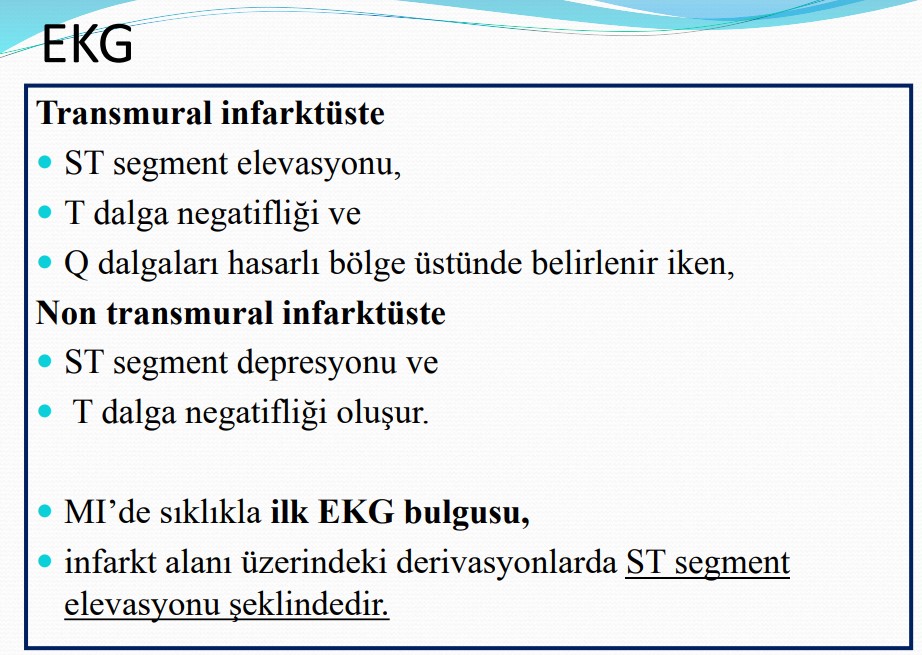 EKG
Transmural infarktüste
• ST segment elevasyonu,
• T dalga negatifliği ve
• Q dalgaları hasarlı bölge üstünde belirlenir iken,
Non transmural infarktüste
• ST segment depresyonu ve
• T dalga negatifliği oluşur.
• MI’de sıklıkla ilk EKG bulgusu,
• infarkt alanı üzerindeki derivasyonlarda ST segment
elevasyonu şeklindedir.